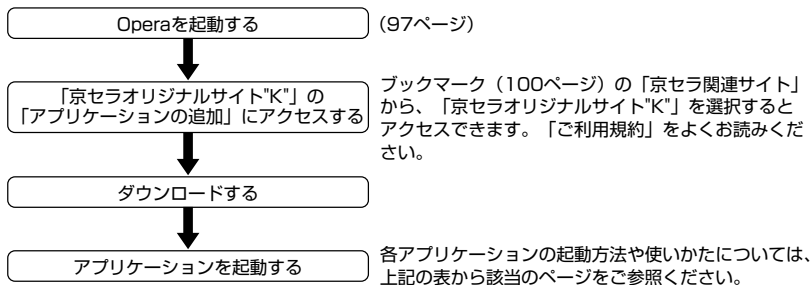 Operaを起動する
（97ページ）
「京セラオリジナルサイト"K"」の
「アプリケーションの追加」にアクセスする
ブックマーク（100ページ）の「京セラ関連サイト」
から、「京セラオリジナルサイト"K"」を選択すると
アクセスできます。「ご利用規約」をよくお読みくだ
さい。
ダウンロードする
アプリケーションを起動する
各アプリケーションの起動方法や使いかたについては、
上記の表から該当のページをご参照ください。